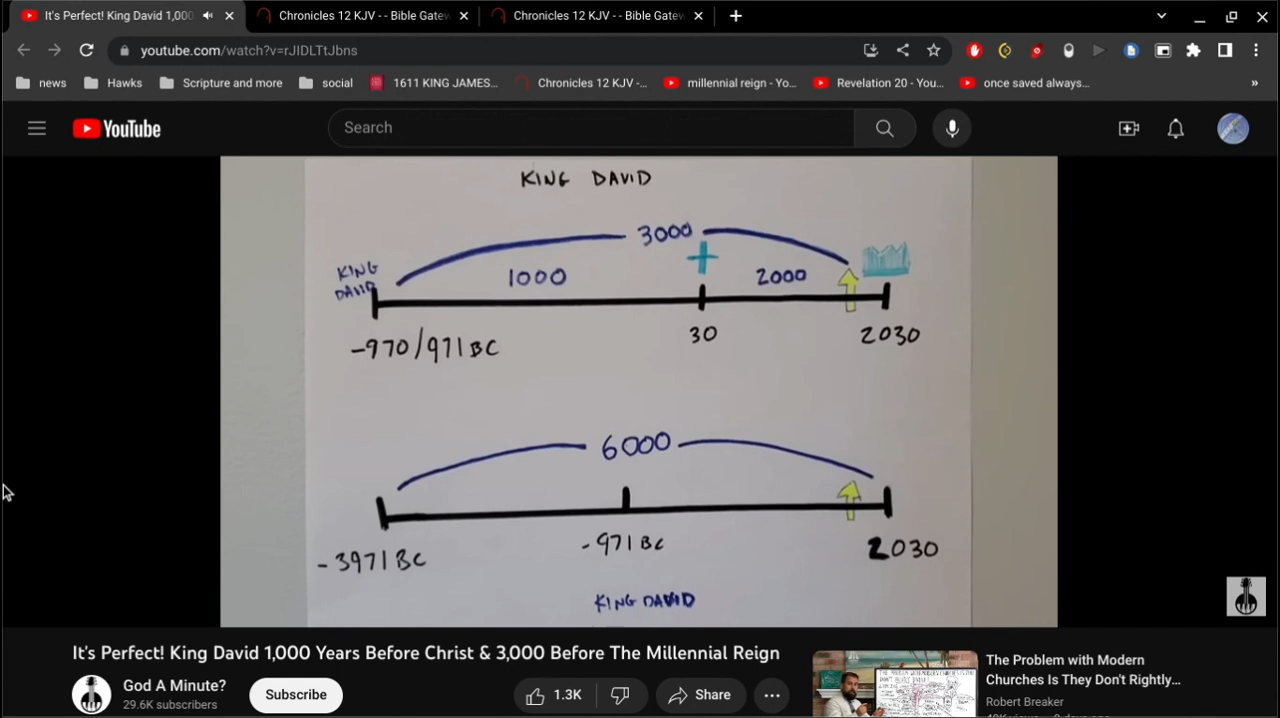 It's Perfect! King David 1,000
Chronicles 12 KJV - - Bible Gatew
Chronicles 12 KJV - - Bible Gatew
youtube.com/watch?v=rJIDLTtJbns
news
Hawks
Scripture and more
social
1611 KING JAMES...
Chronicles 12 KJV -...
millennial reign - Yo...
Revelation 20 - You...
once saved always...
»
YouTube
Search
KING DAVID
3000
KING
DAVID
1000
2000
-970/971 BC
30
2030
6000
-3971 BC
-971 BC
2030
KING DAVID
It's Perfect! King David 1,000 Years Before Christ & 3,000 Before The Millennial Reign
God A Minute?
29.6K subscribers
Subscribe
1.3K
Share
The Problem with Modern
Churches Is They Don't Rightly...
Robert Breaker